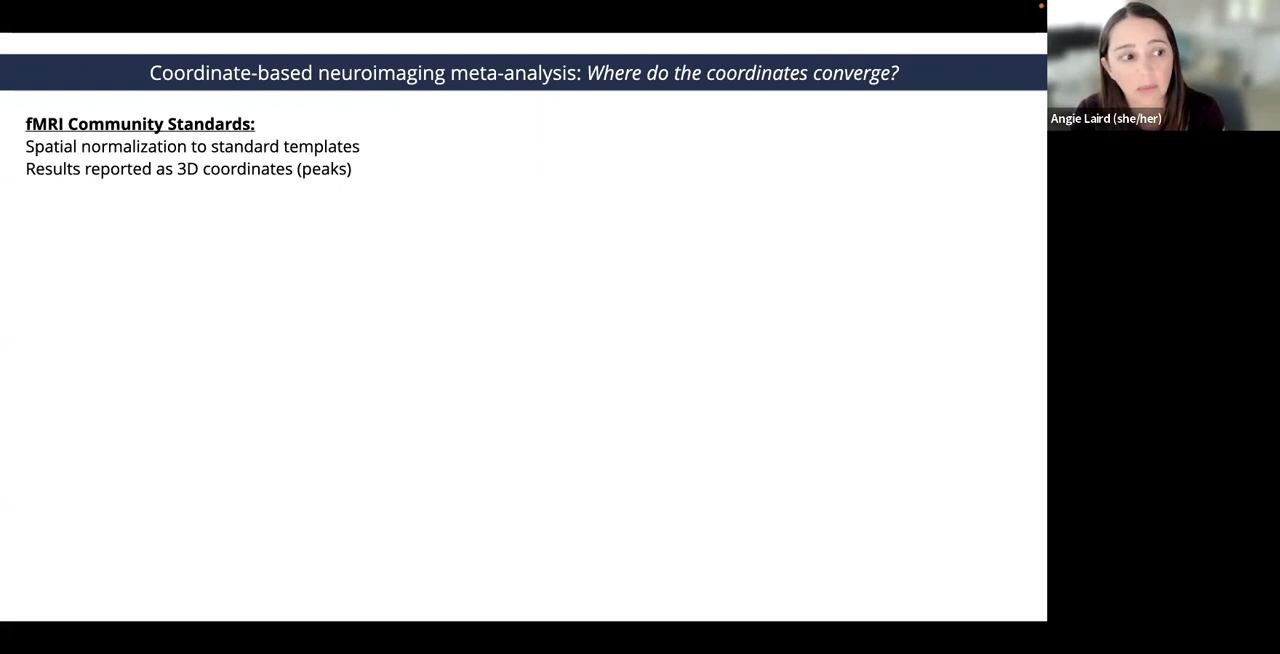 Coordinate-based neuroimaging meta-analysis: Where do the coordinates converge?
fMRI Community Standards:
Spatial normalization to standard templates
Results reported as 3D coordinates (peaks)
Angie Laird (she/her)